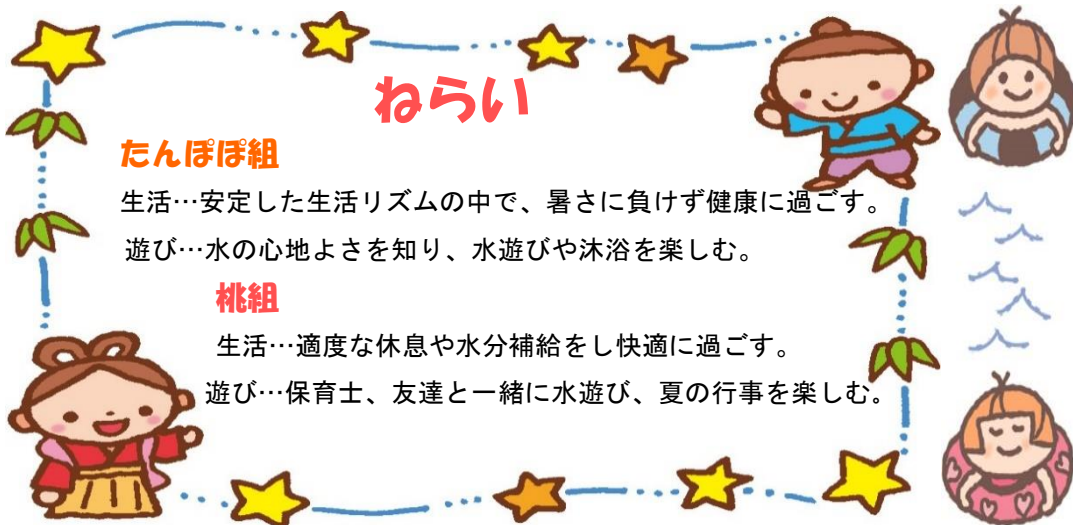 ねらい
たんぽぽ組
生活…安定した生活リズムの中で、暑さに負けず健康に過ごす。
遊び…水の心地よさを知り、水遊びや沐浴を楽しむ。
桃組
生活…適度な休息や水分補給をし快適に過ごす。
遊び…保育士、友達と一緒に水遊び、夏の行事を楽しむ。